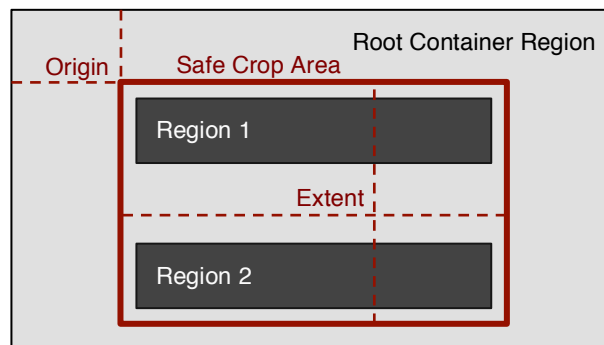 Root Container Region
Origin
Safe Crop Area
Region 1
Extent
Region 2